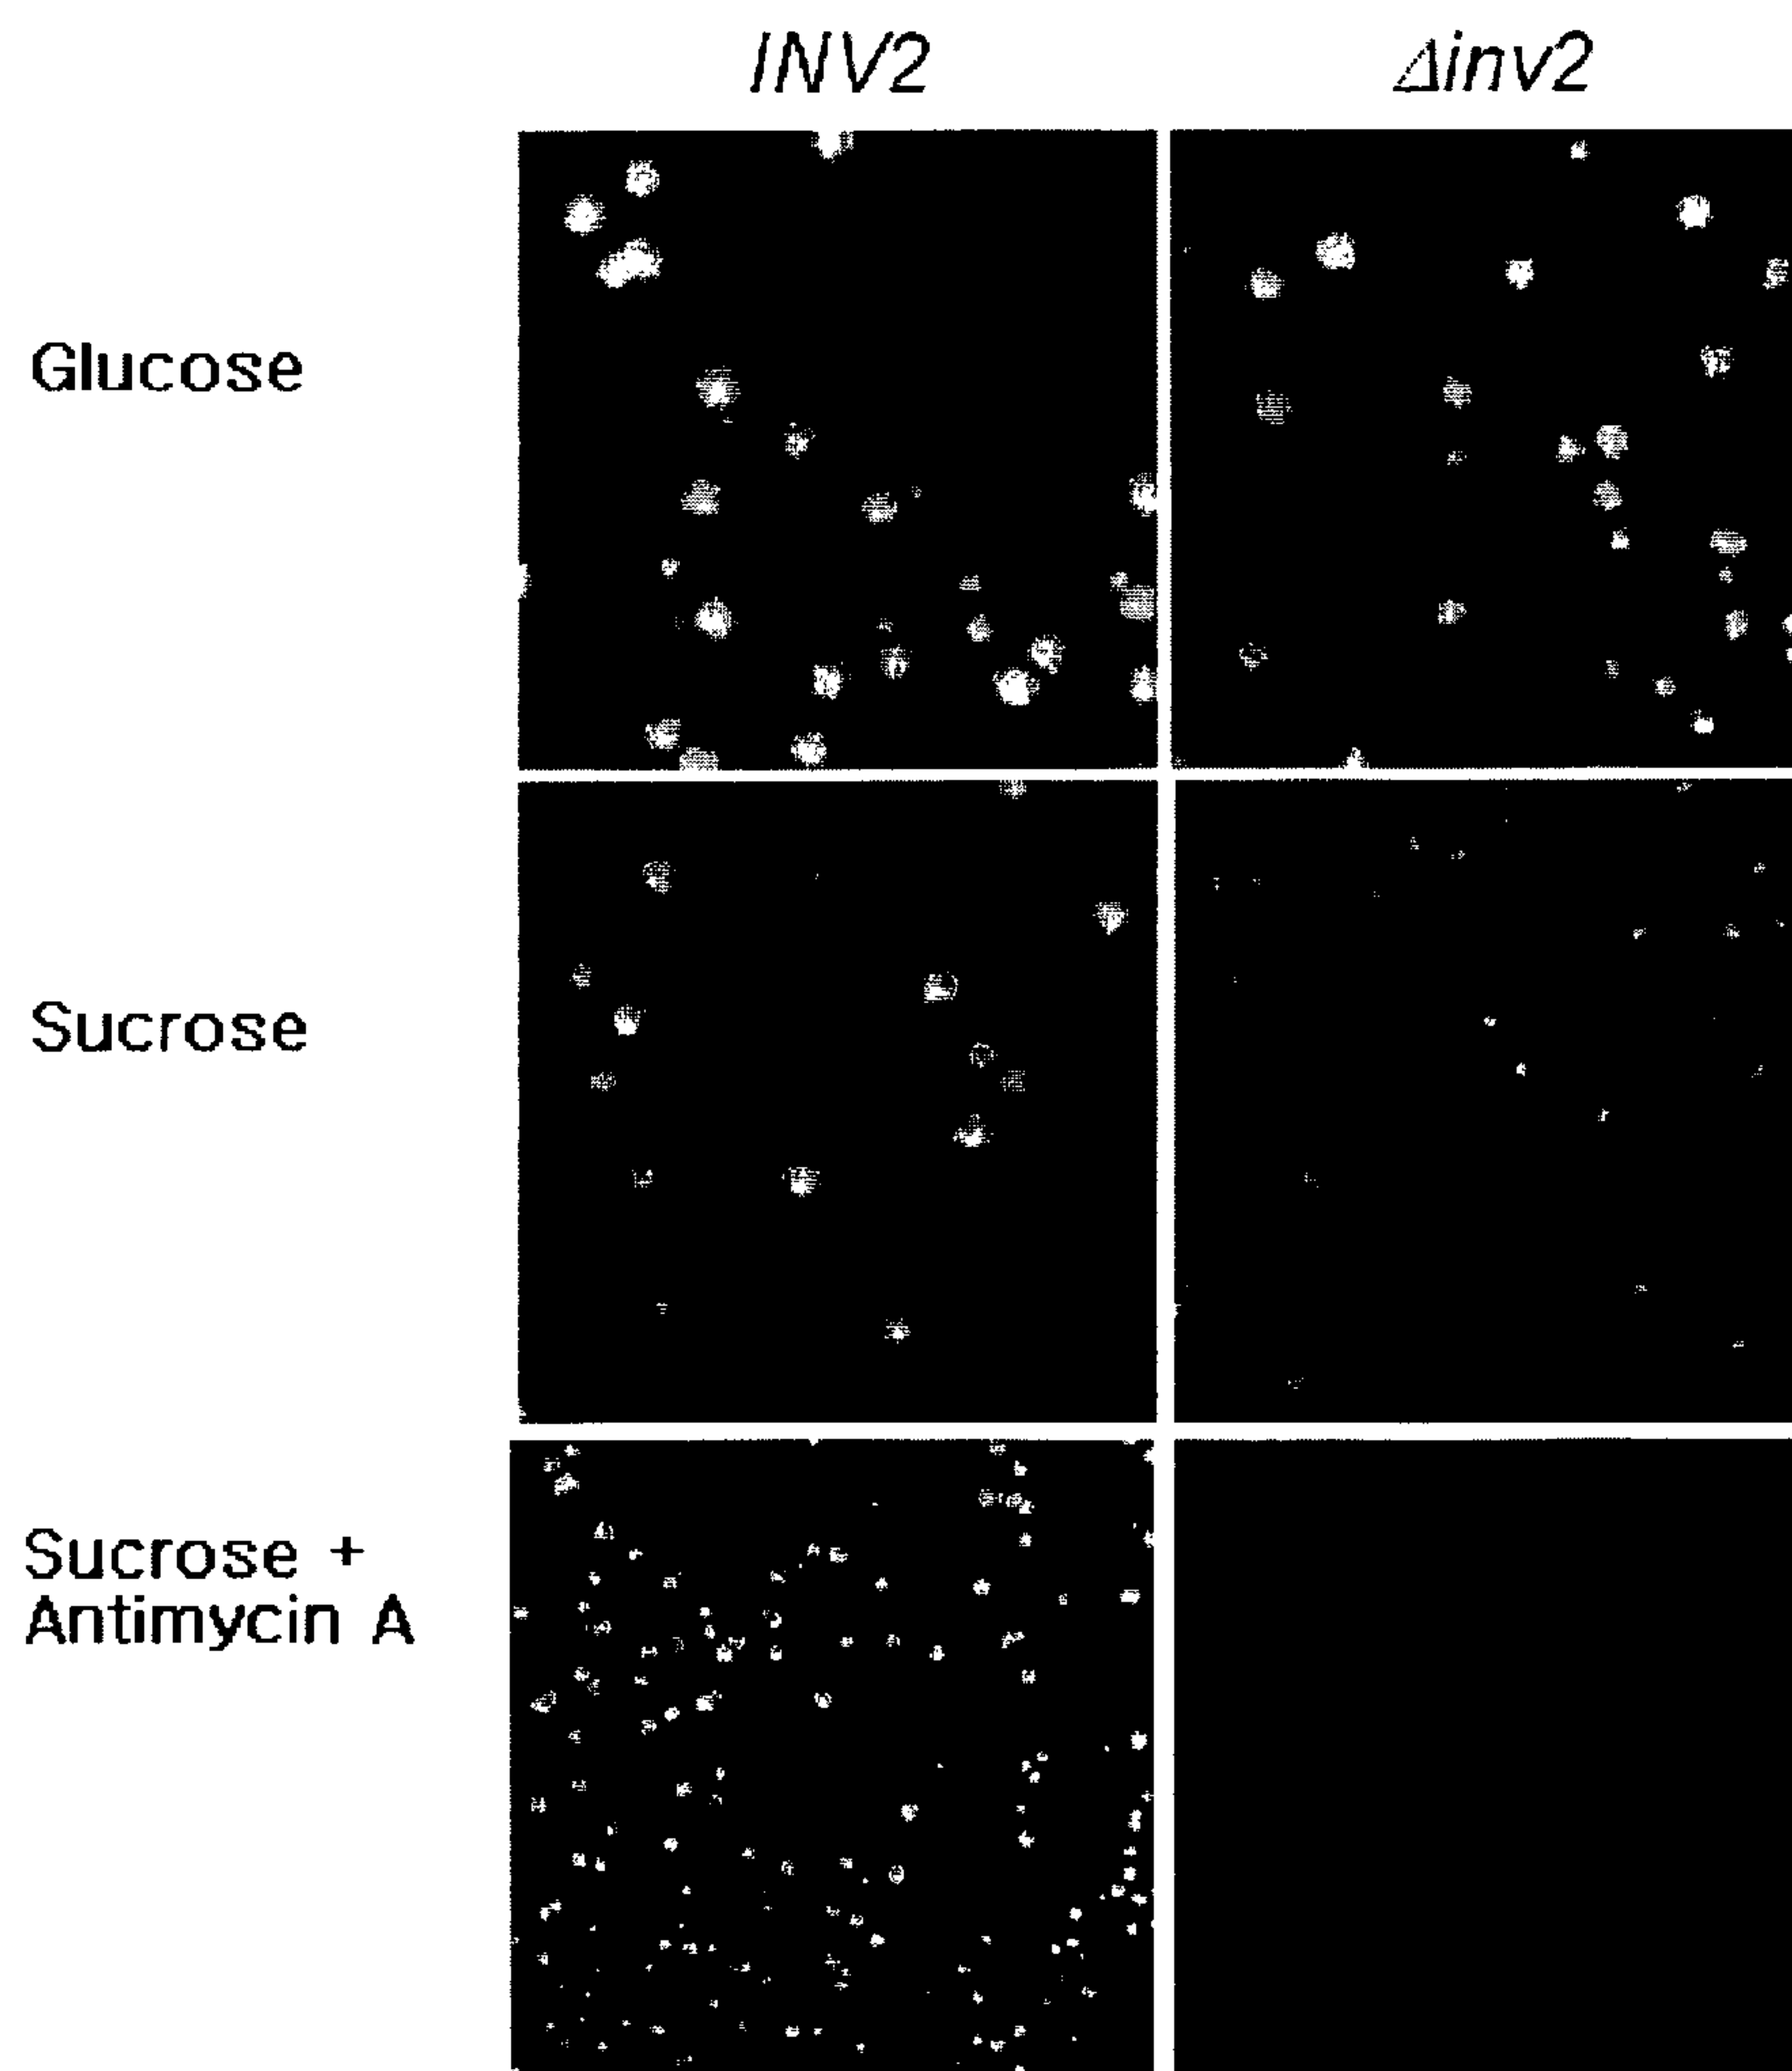 INV2 Δinv2
Glucose
Sucrose
Sucrose +
Antimycin A